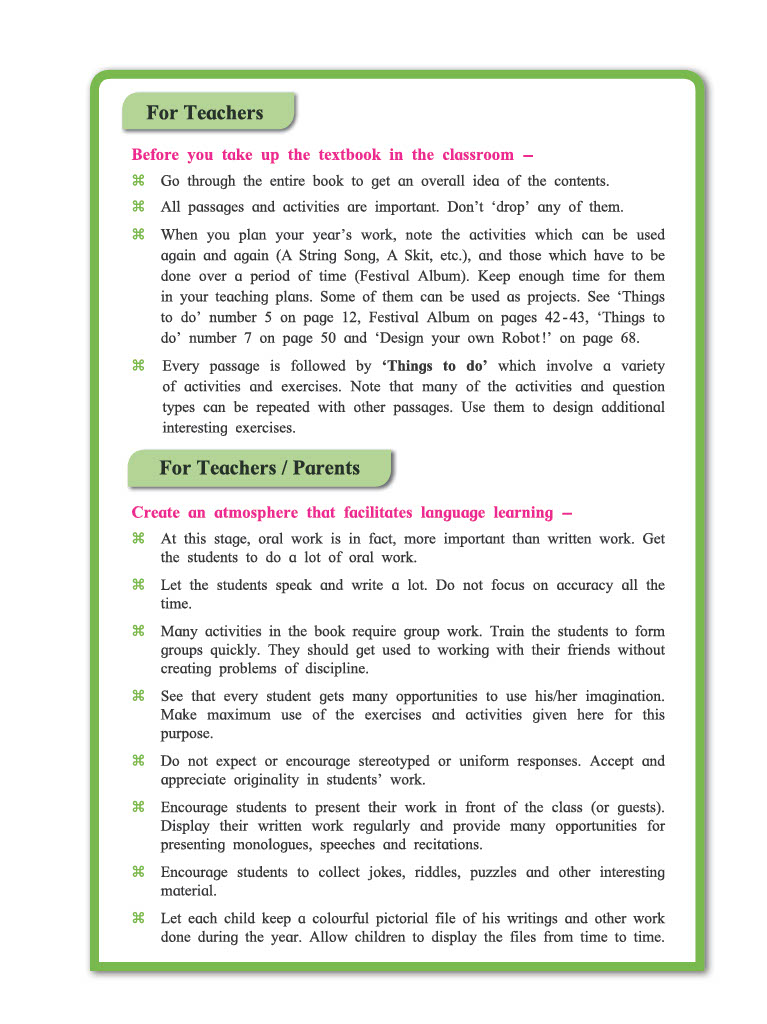 For Teachers
Before you take up the textbook in the classroom –
⌘ Go through the entire book to get an overall idea of the contents.
⌘ All passages and activities are important. Don’t ‘drop’ any of them.
⌘ When you plan your year’s work, note the activities which can be used
again and again (A String Song, A Skit, etc.), and those which have to be
done over a period of time (Festival Album). Keep enough time for them
in your teaching plans. Some of them can be used as projects. See ‘Things
to do’ number 5 on page 12, Festival Album on pages 42-43, ‘Things to
do’ number 7 on page 50 and ‘Design your own Robot!’ on page 68.
⌘ Every passage is followed by ‘Things to do’ which involve a variety
of activities and exercises. Note that many of the activities and question
types can be repeated with other passages. Use them to design additional
interesting exercises.
For Teachers / Parents
Create an atmosphere that facilitates language learning –
⌘ At this stage, oral work is in fact, more important than written work. Get
the students to do a lot of oral work.
⌘ Let the students speak and write a lot. Do not focus on accuracy all the
time.
⌘ Many activities in the book require group work. Train the students to form
groups quickly. They should get used to working with their friends without
creating problems of discipline.
⌘ See that every student gets many opportunities to use his/her imagination.
Make maximum use of the exercises and activities given here for this
purpose.
⌘ Do not expect or encourage stereotyped or uniform responses. Accept and
appreciate originality in students’ work.
⌘ Encourage students to present their work in front of the class (or guests).
Display their written work regularly and provide many opportunities for
presenting monologues, speeches and recitations.
⌘ Encourage students to collect jokes, riddles, puzzles and other interesting
material.
⌘ Let each child keep a colourful pictorial file of his writings and other work
done during the year. Allow children to display the files from time to time.